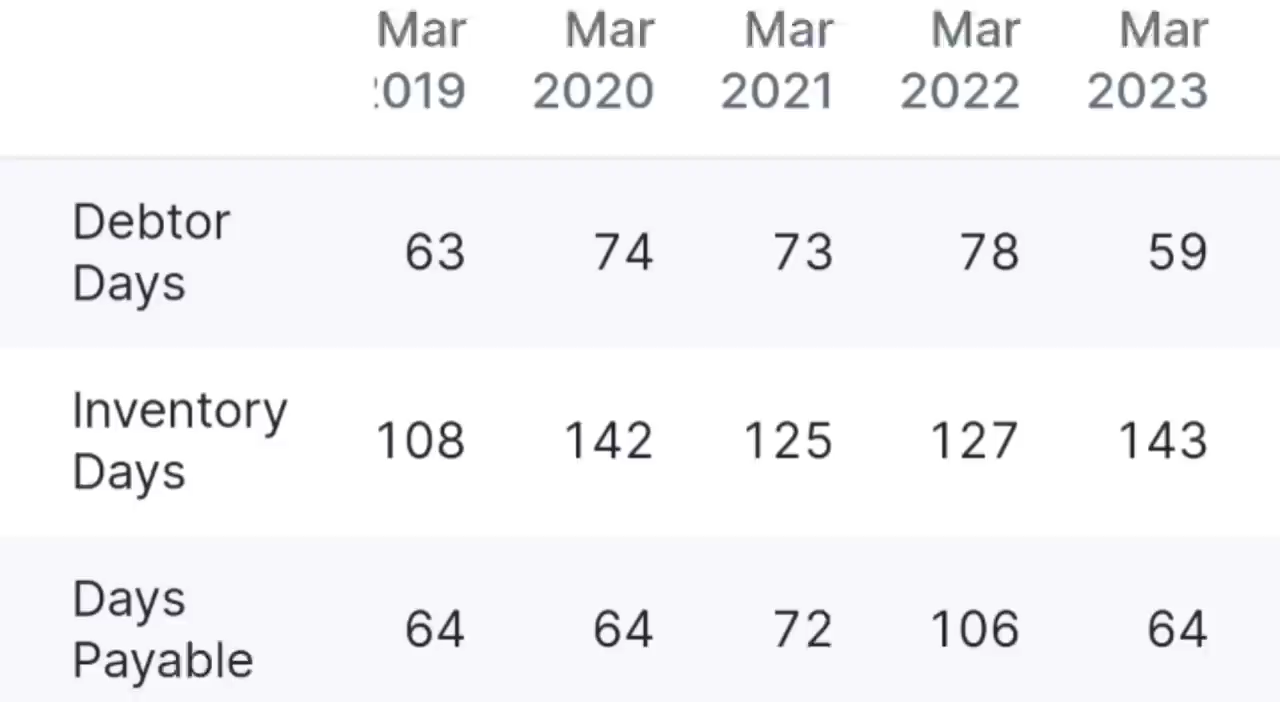 Mar Mar Mar Mar Mar
2019 2020 2021 2022 2023
Debtor
Days 63 74 73 78 59
Inventory
Days 108 142 125 127 143
Days
Payable 64 64 72 106 64